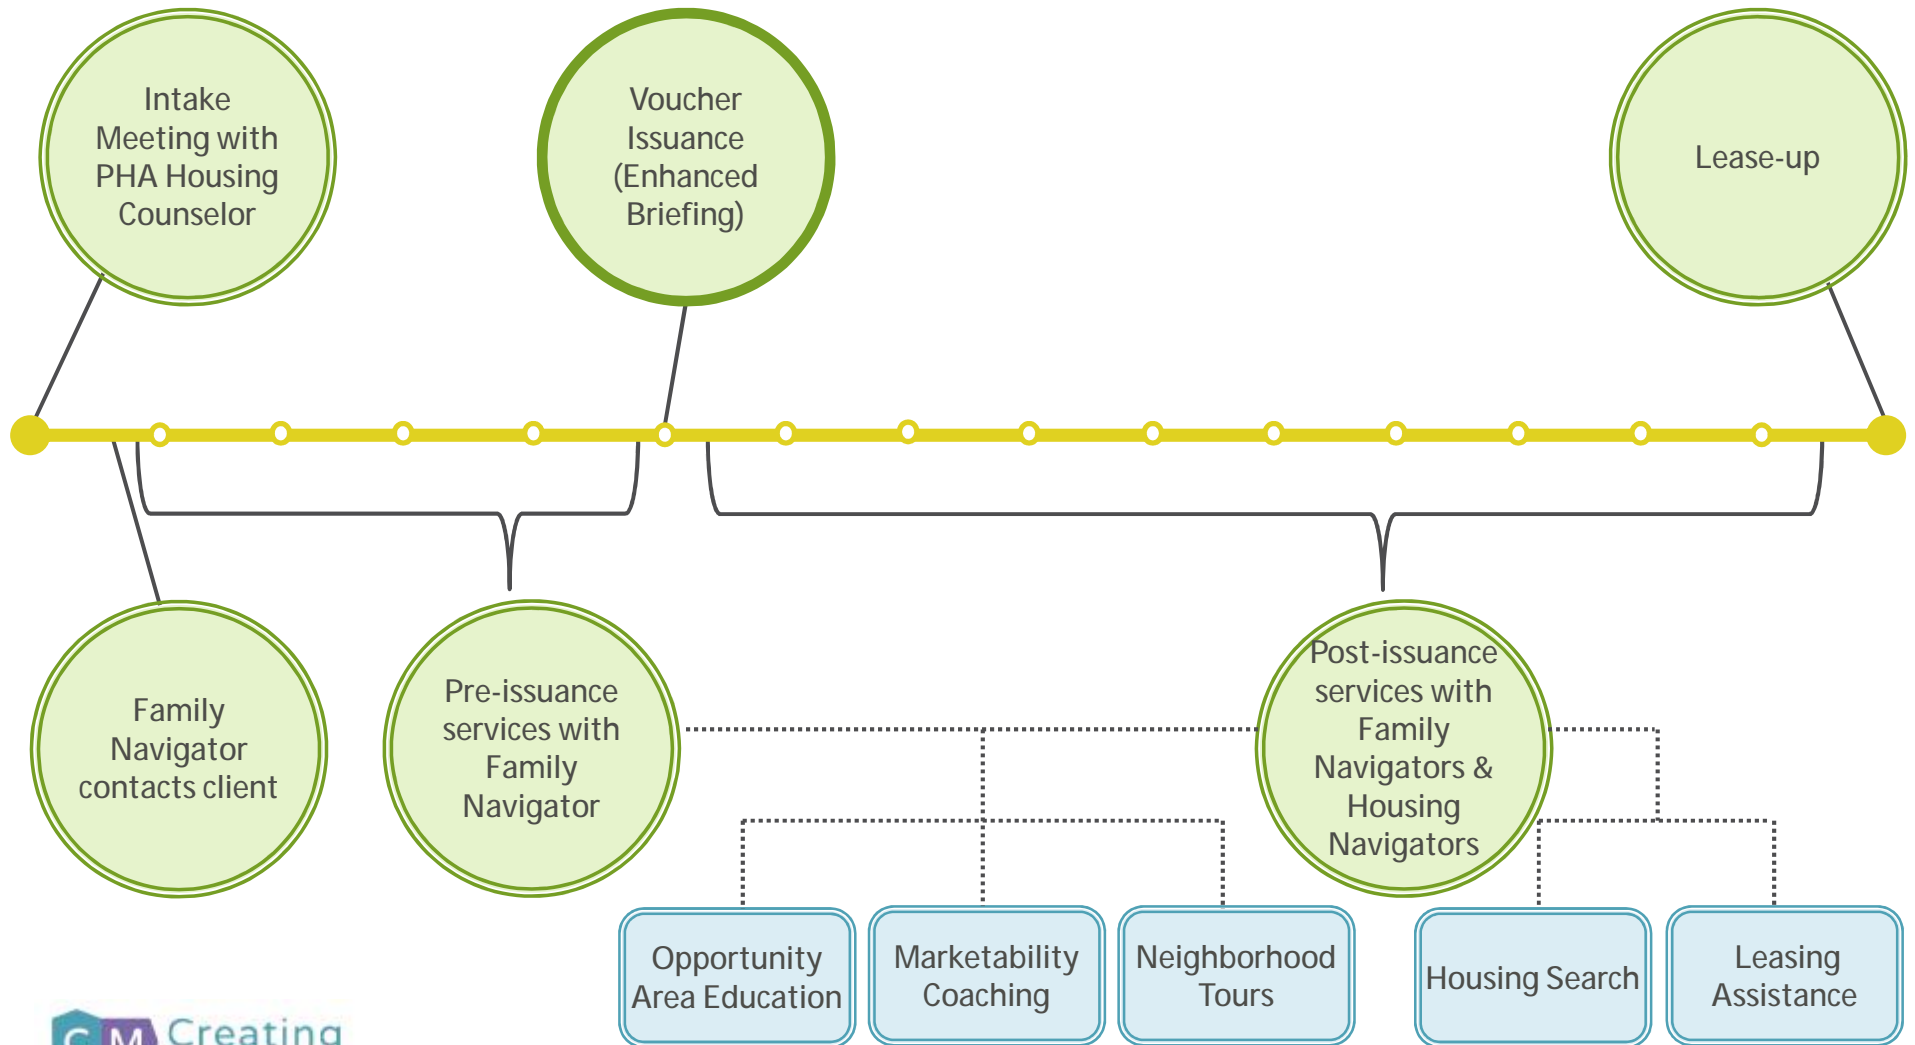 Intake
Meeting with
PHA Housing
Counselor
Voucher
Issuance
(Enhanced
Briefing)
Lease-up
Family
Navigator
contacts client
Pre-issuance
services with
Family
Navigator
Post-issuance
services with
Family
Navigators &
Housing
Navigators
Opportunity
Area Education
Marketability
Coaching
Neighborhood
Tours
Housing Search
Leasing
Assistance
C M Creating